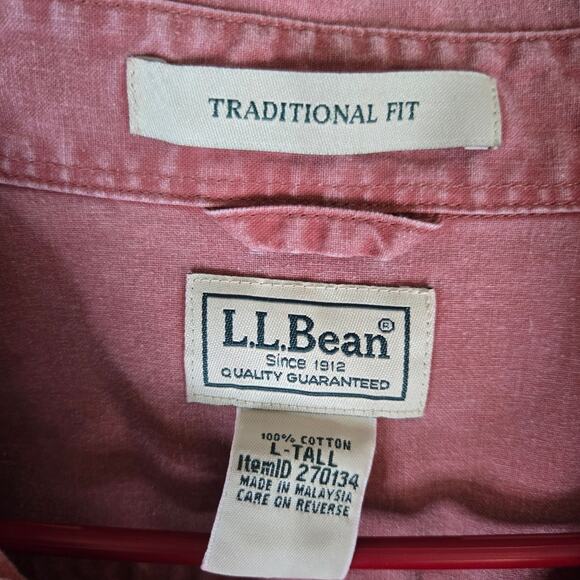 TRADITIONAL FIT
L.L.Bean®
Since 1912
QUALITY GUARANTEED
100% COTTON
L-TALL
ItemID 270134
MADE IN MALAYSIA
CARE ON REVERSE